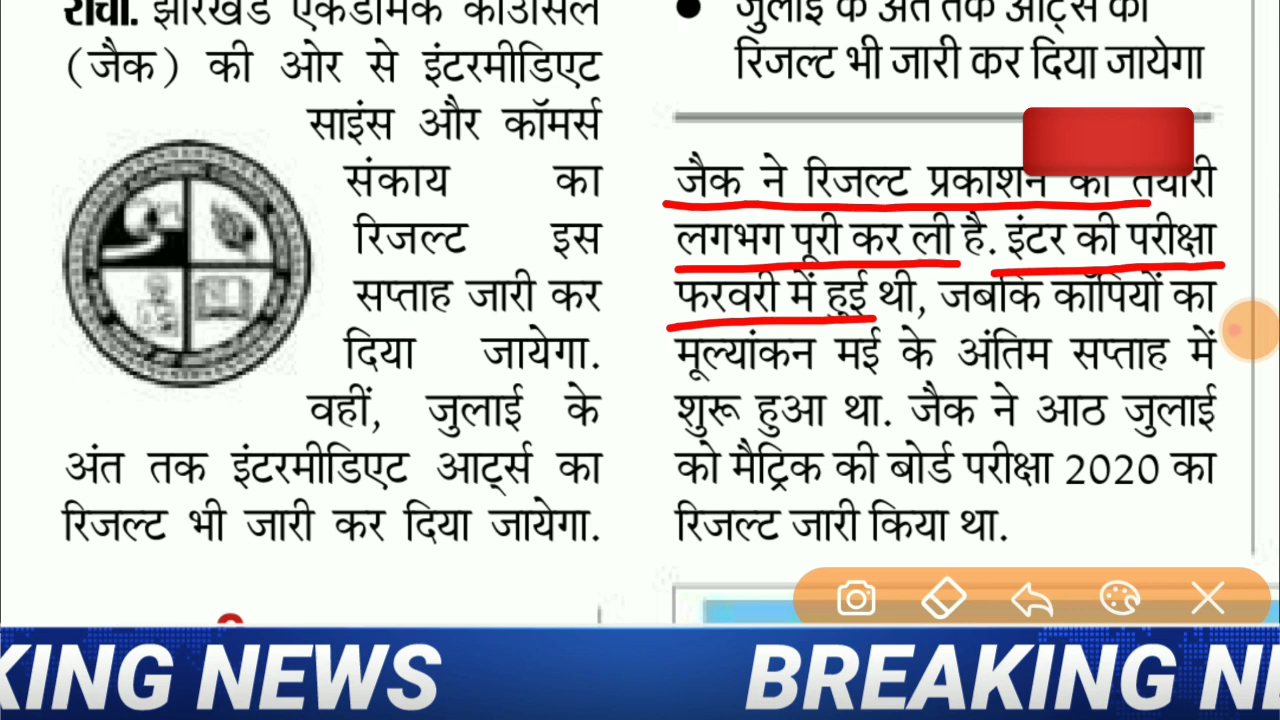 रांची. झारखंड एकेडमिक काउंसिल
(जैक) की ओर से इंटरमीडिएट
साइंस और कॉमर्स
संकाय का
रिजल्ट इस
सप्ताह जारी कर
दिया जायेगा.
वहीं, जुलाई के
अंत तक इंटरमीडिएट आर्ट्स का
रिजल्ट भी जारी कर दिया जायेगा.
● जुलाई के अंत तक आर्ट्स का
रिजल्ट भी जारी कर दिया जायेगा
जैक ने रिजल्ट प्रकाशन की तैयारी
लगभग पूरी कर ली है. इंटर की परीक्षा
फरवरी में हुई थी, जबकि कॉपियों का
मूल्यांकन मई के अंतिम सप्ताह में
शुरू हुआ था. जैक ने आठ जुलाई
को मैट्रिक की बोर्ड परीक्षा 2020 का
रिजल्ट जारी किया था.
KING NEWS BREAKING NE